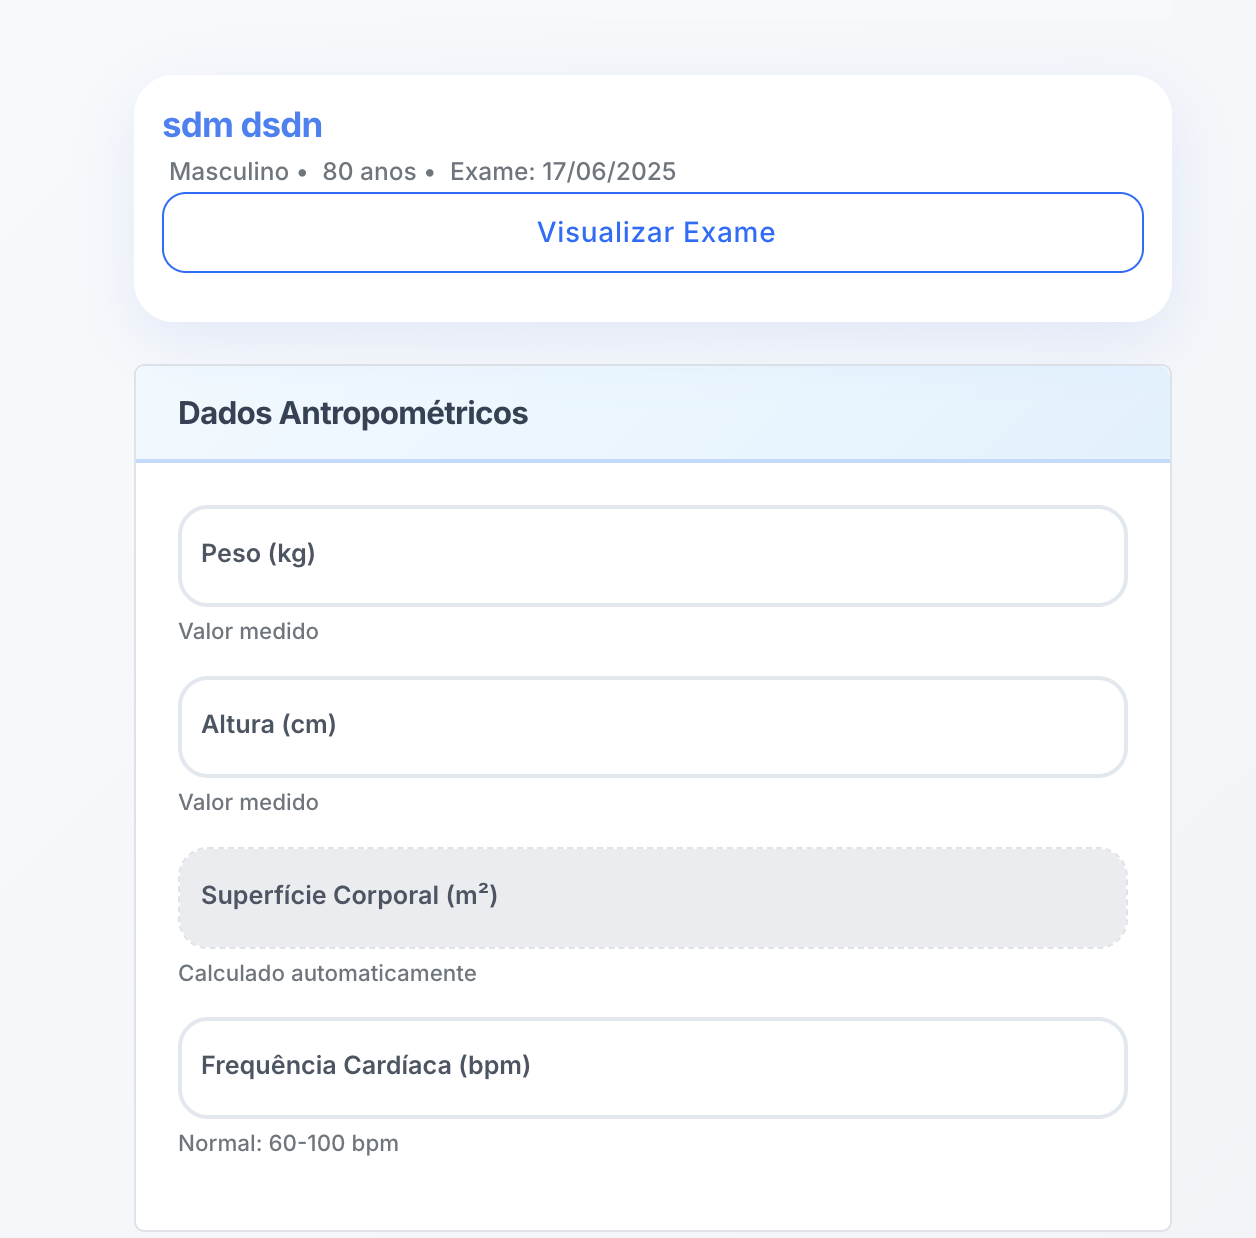 sdm dsdn
Masculino • 80 anos • Exame: 17/06/2025
Visualizar Exame
Dados Antropométricos
Peso (kg)
Valor medido
Altura (cm)
Valor medido
Superfície Corporal (m²)
Calculado automaticamente
Frequência Cardíaca (bpm)
Normal: 60-100 bpm